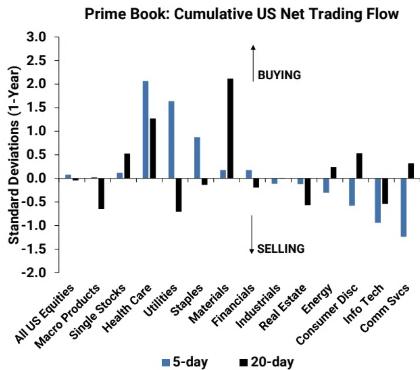 Prime Book: Cumulative US Net Trading Flow
Standard Deviations (1-Year)
3.0
2.5
2.0
1.5
1.0
0.5
0.0
-0.5
-1.0
-1.5
-2.0
BUYING
SELLING
All US Equities
Macro Products
Single Stocks
Health Care
Utilities
Staples
Materials
Financials
Industrials
Real Estate
Energy
Consumer Disc
Info Tech
Comm Svcs
5-day 20-day